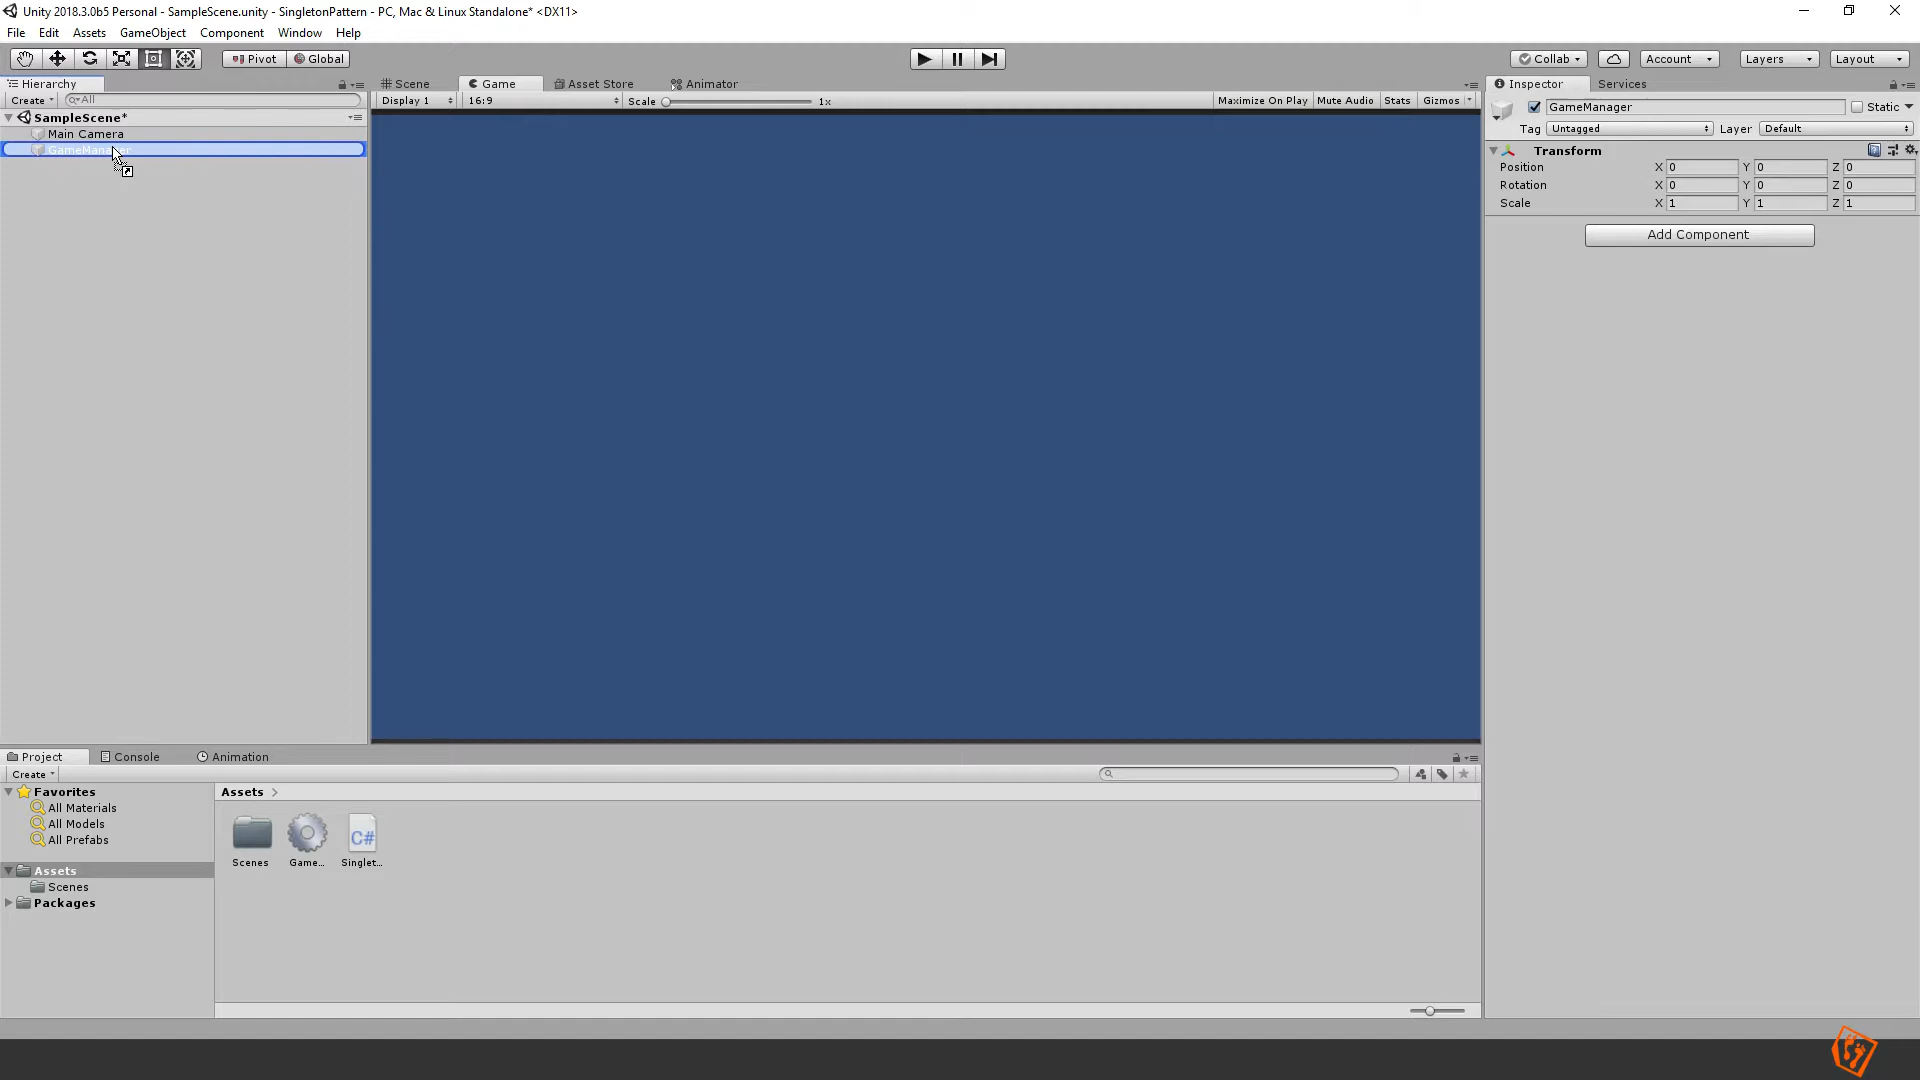 Unity 2018.3.0b5 Personal - SampleScene.unity - SingletonPattern - PC, Mac & Linux Standalone* <DX11>
File Edit Assets GameObject Component Window Help
Pivot Global Collab Account Layers Layout
Hierarchy Scene Game Asset Store Animator Inspector Services
Create All Display 1 16:9 Scale 1x Maximize On Play Mute Audio Stats Gizmos GameManager Static
SampleScene*
Tag Untagged Layer Default
Main Camera
GameManager
Transform
Position X 0 Y 0 Z 0
Rotation X 0 Y 0 Z 0
Scale X 1 Y 1 Z 1
Add Component
Project Console Animation
Create
Favorites
All Materials
All Models
All Prefabs
Assets
Scenes
Packages
Assets
C#
Scenes Game... Singlet...